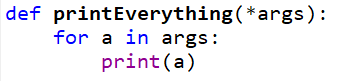 def printEverything(*args):
    for a in args:
        print(a)